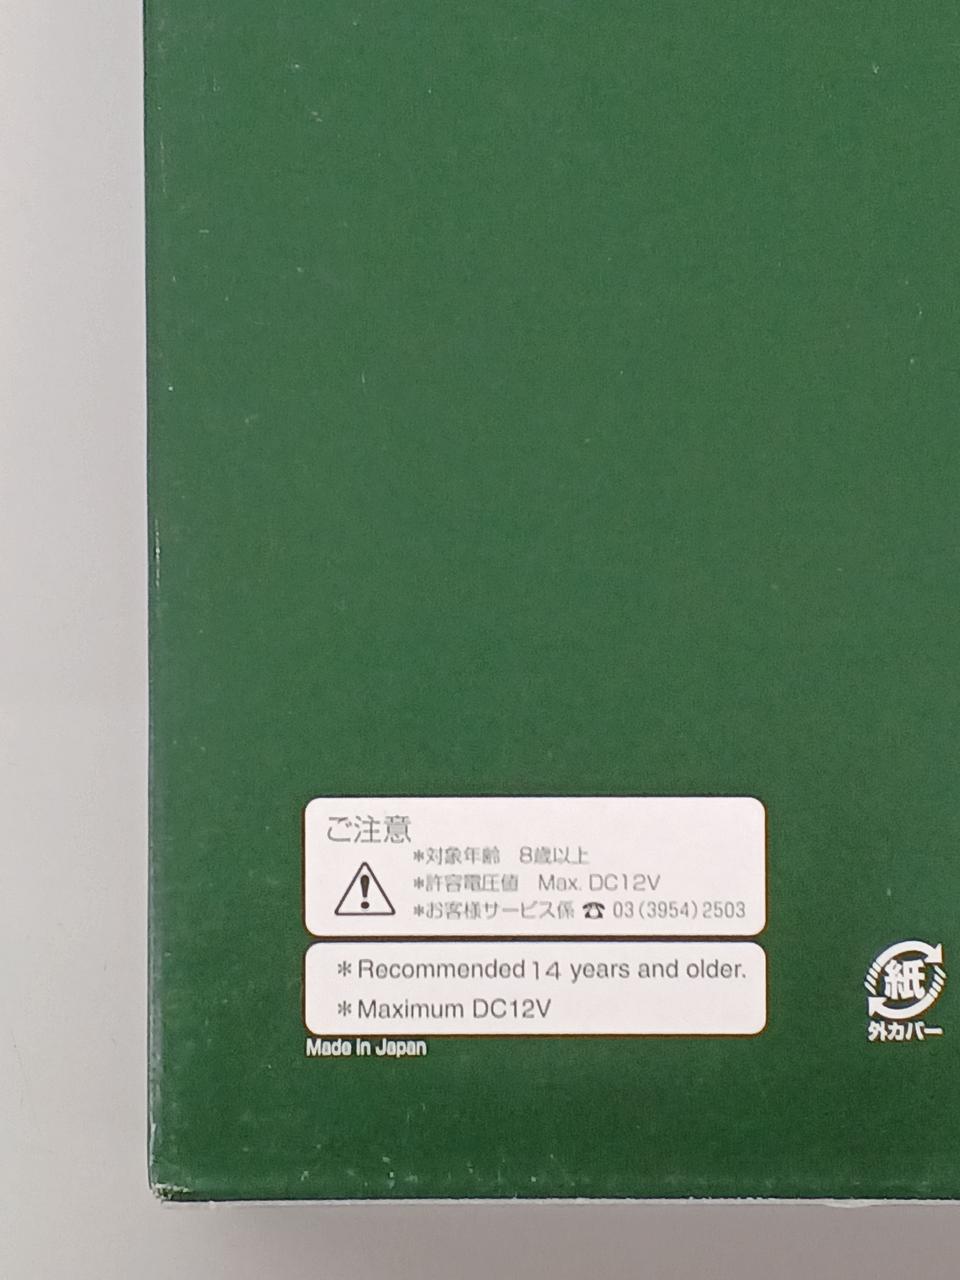 ご注意
*対象年齢 8歳以上
*許容電圧値 Max. DC12V
*お客様サービス係 ☎ 03(3954)2503
*Recommended 14 years and older.
*Maximum DC12V
Made in Japan
紙
外カバー